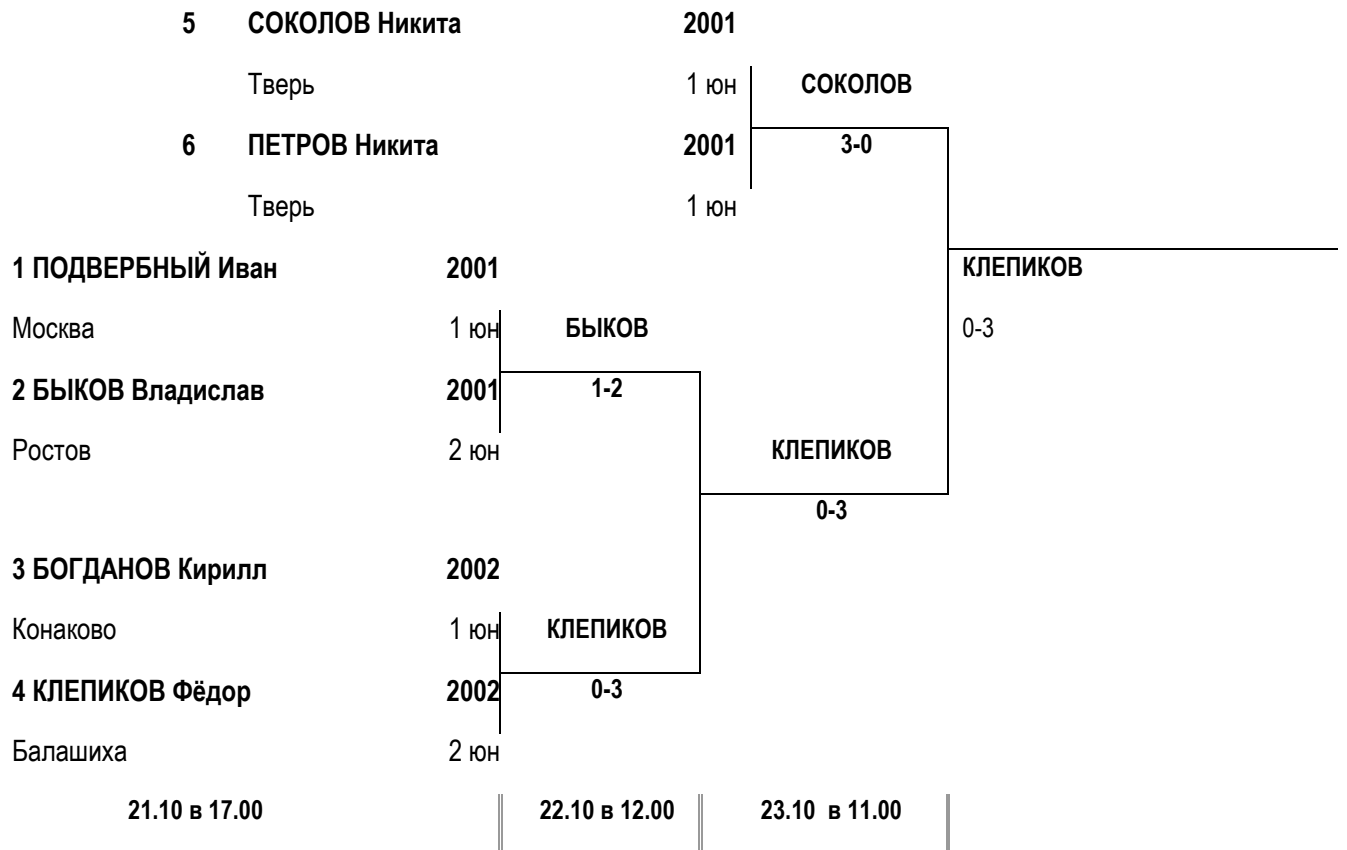 5 СОКОЛОВ Никита 2001
Тверь 1 юн СОКОЛОВ
6 ПЕТРОВ Никита 2001 3-0
Тверь 1 юн
1 ПОДВЕРБНЫЙ Иван 2001 КЛЕПИКОВ
Москва 1 юн БЫКОВ 0-3
2 БЫКОВ Владислав 2001 1-2
Ростов 2 юн КЛЕПИКОВ
0-3
3 БОГДАНОВ Кирилл 2002
Конаково 1 юн КЛЕПИКОВ
4 КЛЕПИКОВ Фёдор 2002 0-3
Балашиха 2 юн
21.10 в 17.00 22.10 в 12.00 23.10 в 11.00